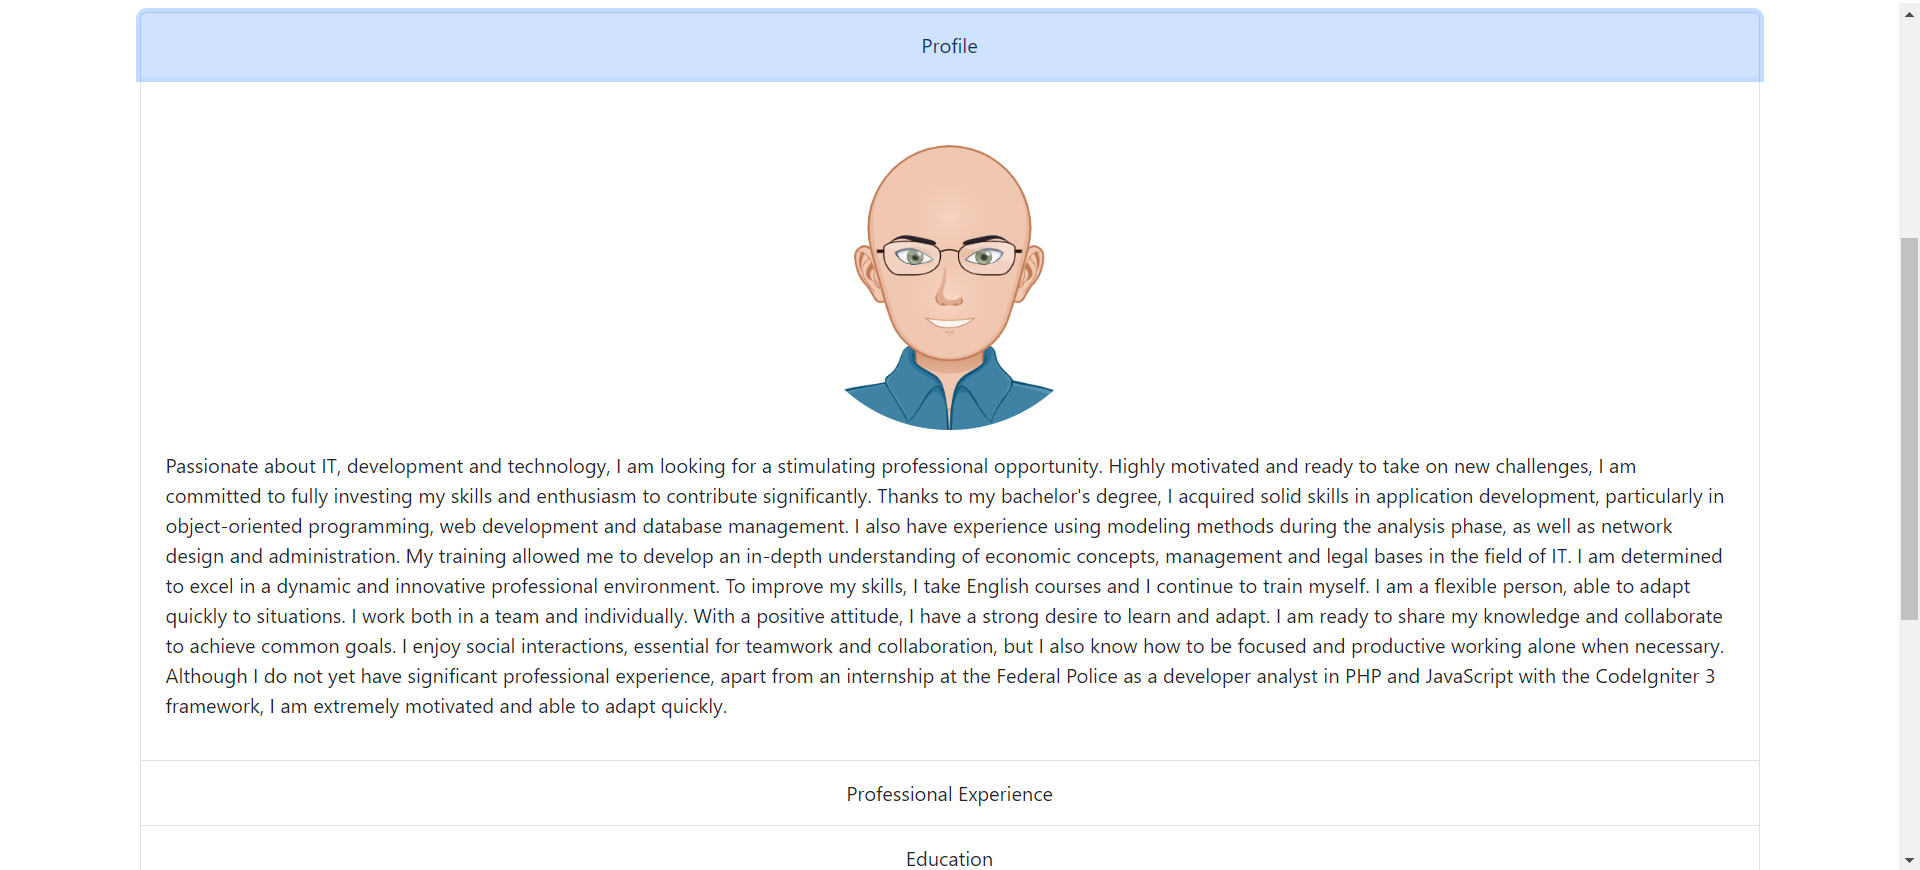 Profile
Passionate about IT, development and technology, I am looking for a stimulating professional opportunity. Highly motivated and ready to take on new challenges, I am
committed to fully investing my skills and enthusiasm to contribute significantly. Thanks to my bachelor's degree, I acquired solid skills in application development, particularly in
object-oriented programming, web development and database management. I also have experience using modeling methods during the analysis phase, as well as network
design and administration. My training allowed me to develop an in-depth understanding of economic concepts, management and legal bases in the field of IT. I am determined
to excel in a dynamic and innovative professional environment. To improve my skills, I take English courses and I continue to train myself. I am a flexible person, able to adapt
quickly to situations. I work both in a team and individually. With a positive attitude, I have a strong desire to learn and adapt. I am ready to share my knowledge and collaborate
to achieve common goals. I enjoy social interactions, essential for teamwork and collaboration, but I also know how to be focused and productive working alone when necessary.
Although I do not yet have significant professional experience, apart from an internship at the Federal Police as a developer analyst in PHP and JavaScript with the CodeIgniter 3
framework, I am extremely motivated and able to adapt quickly.
Professional Experience
Education